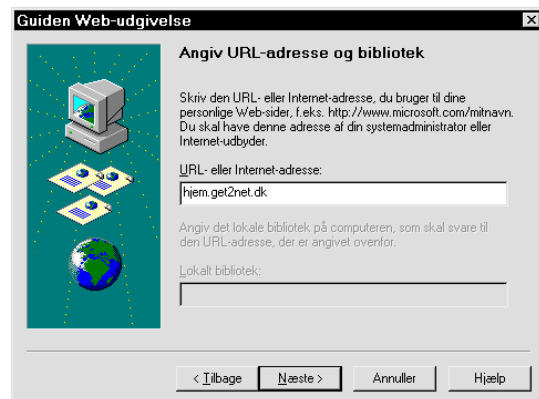 Guiden Web-udgivelse
Angiv URL-adresse og bibliotek
Skriv den URL- eller Internet-adresse, du bruger til dine
personlige Web-sider, f.eks. http://www.microsoft.com/mitnavn.
Du skal have denne adresse af din systemadministrator eller
Internet-udbyder.
URL- eller Internet-adresse:
hjem.get2net.dk
Angiv det lokale bibliotek på computeren, som skal svare til
den URL-adresse, der er angivet ovenfor.
Lokalt bibliotek:
< Tilbage Næste > Annuller Hjælp